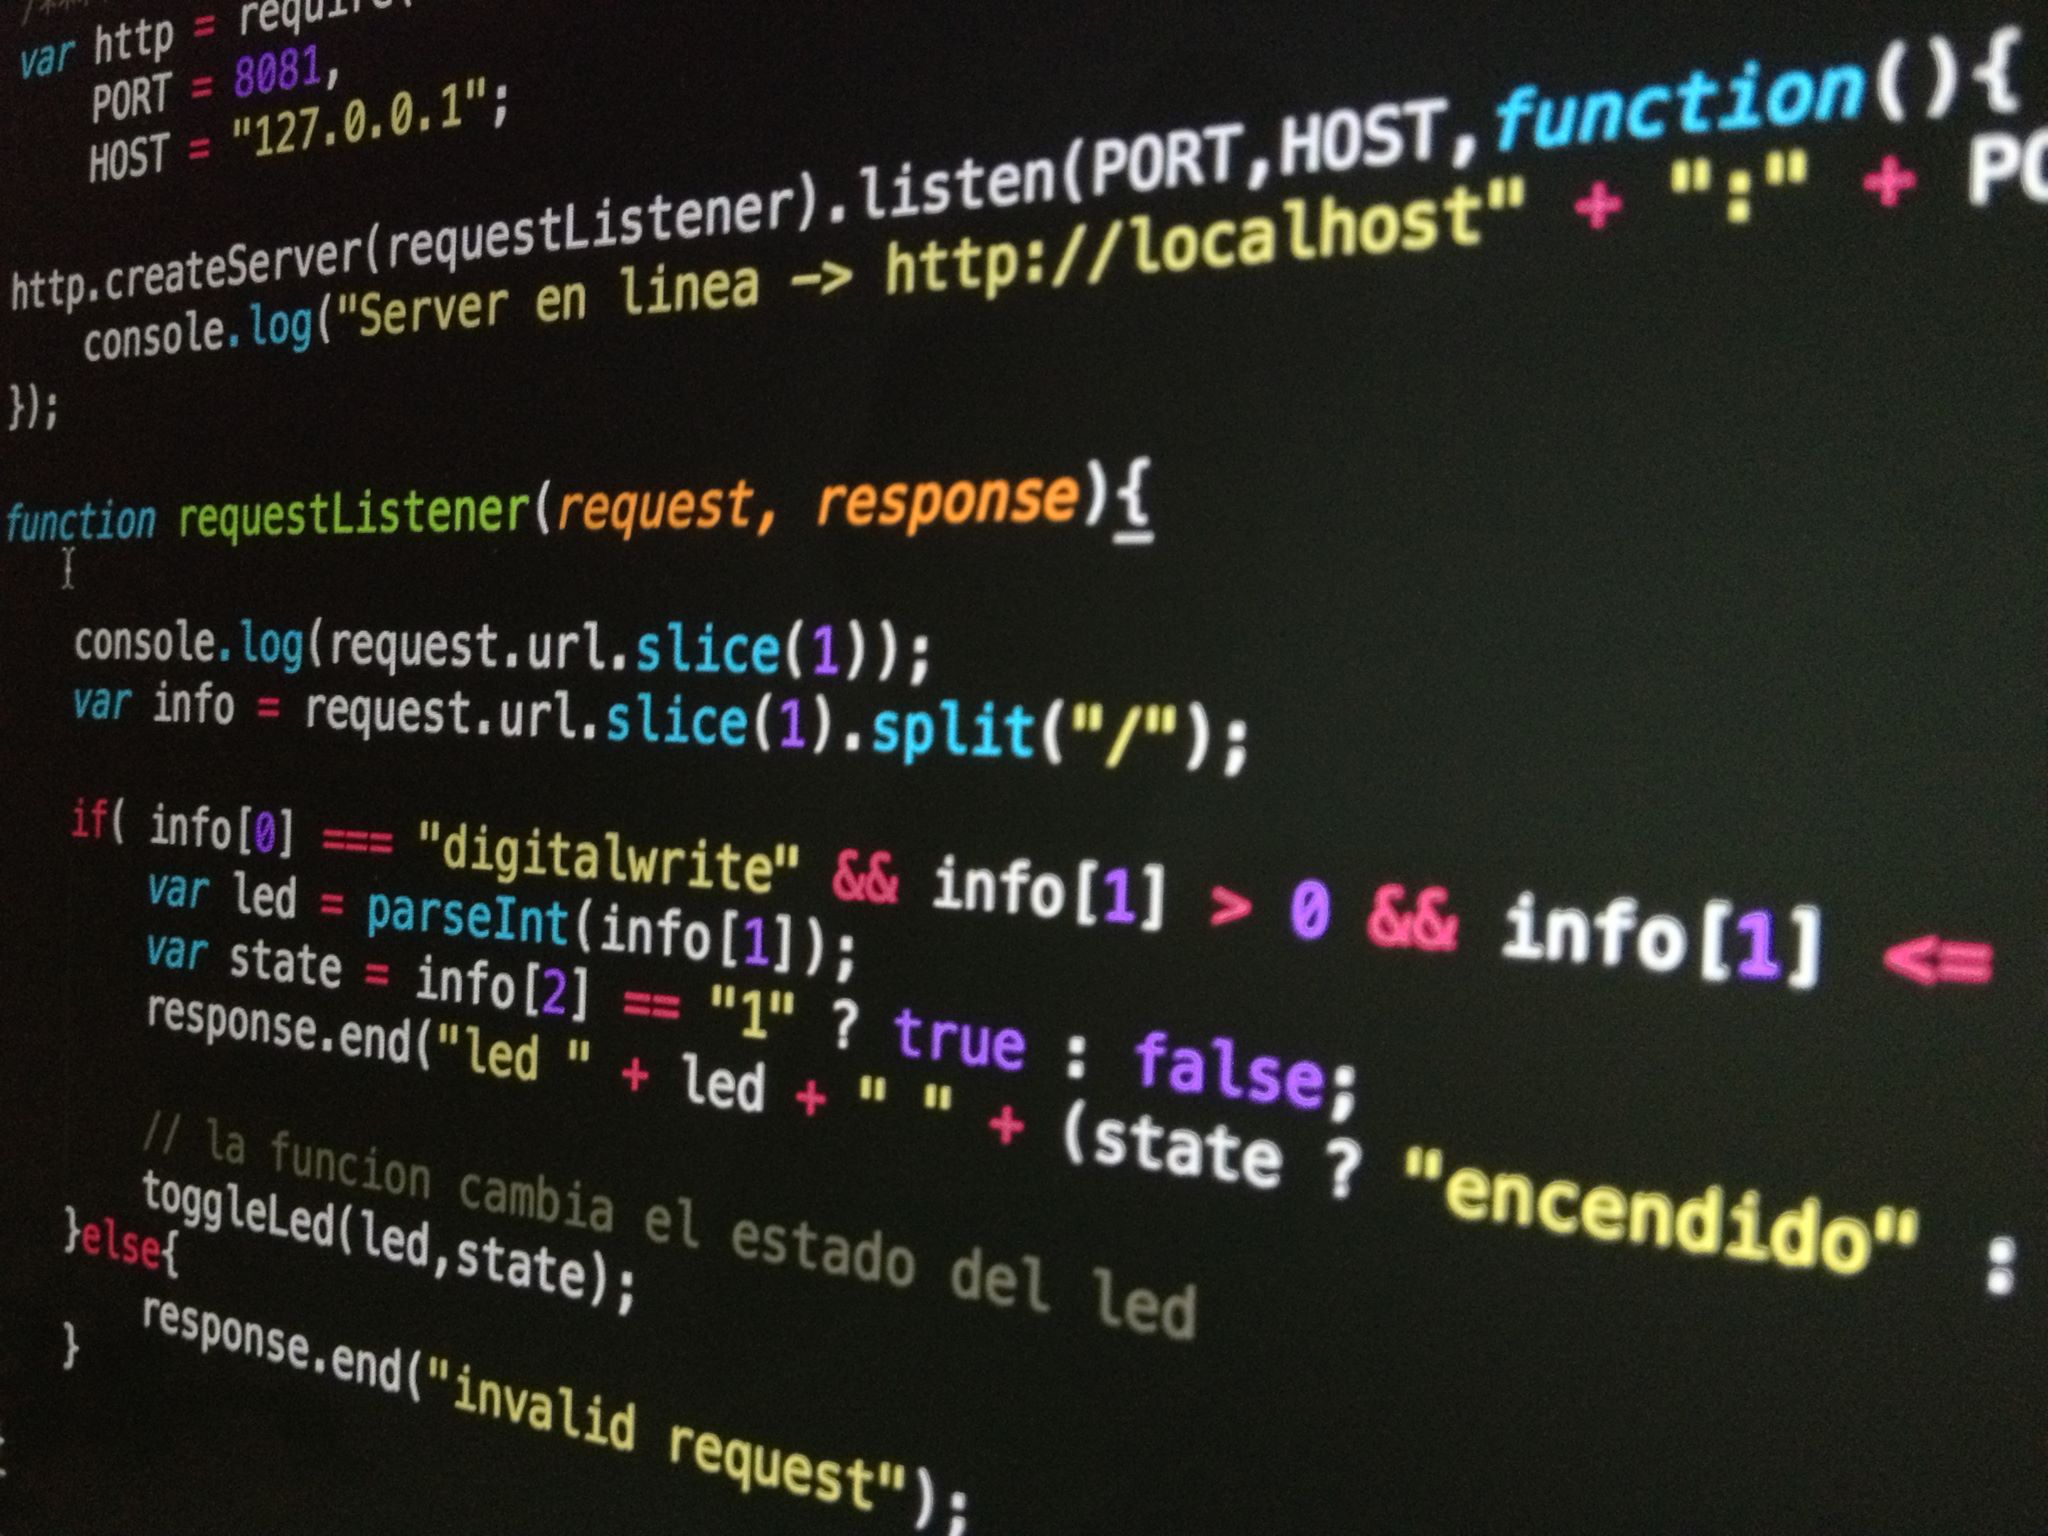 var http = require(
PORT = 8081,
HOST = "127.0.0.1";
http.createServer(requestListener).listen(PORT,HOST,function(){
console.log("Server en linea -> http://localhost" + ":" +
});
function requestListener(request, response){
console.log(request.url.slice(1));
var info = request.url.slice(1).split("/");
if( info[0] === "digitalwrite" && info[1] > 0 && info[1] <=
var led = parseInt(info[1]);
var state = info[2] == "1" ? true : false;
response.end("led " + led + " " + (state ? "encendido" :
// la funcion cambia el estado del led
toggleLed(led,state);
}else{
response.end("invalid request");
}